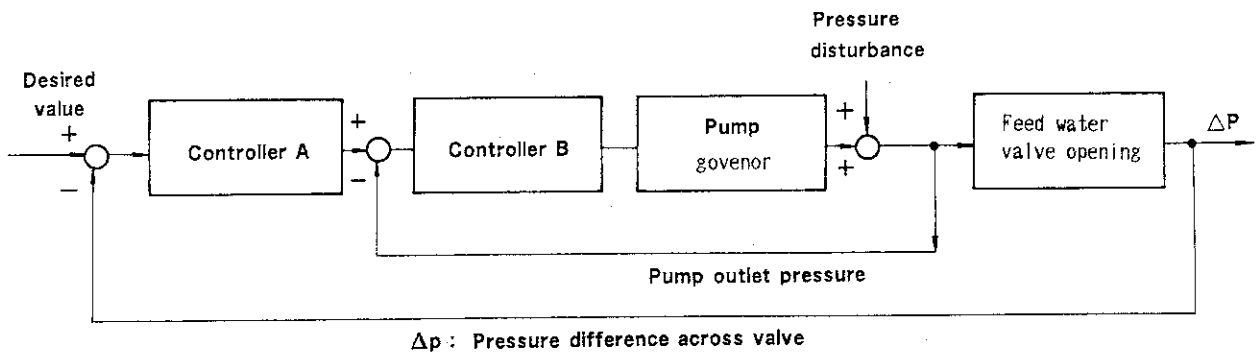 Pressure
disturbance
Desired
value
+
−
Controller A
+
−
Controller B
Pump
govenor
+
+
Feed water
valve opening
ΔP
Pump outlet pressure
Δp : Pressure difference across valve